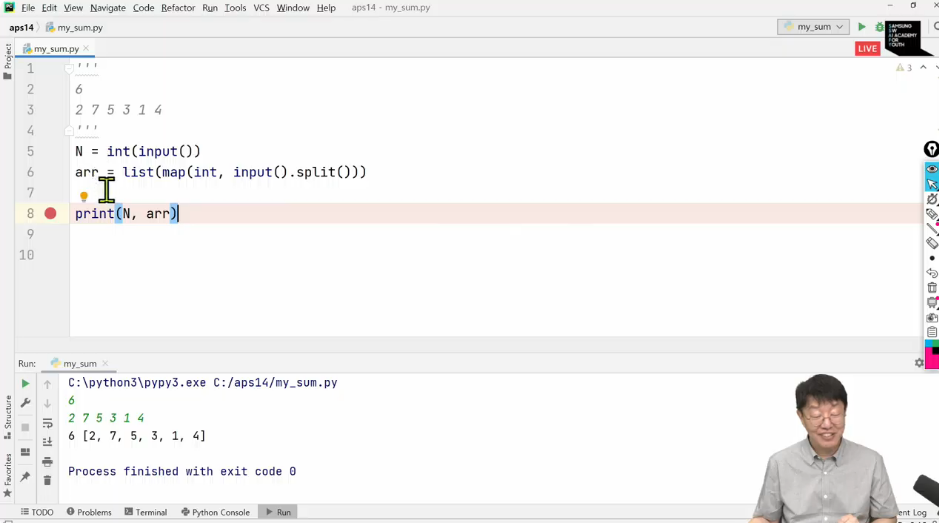 File Edit View Navigate Code Refactor Run Tools VCS Window Help aps14 - my_sum.py
aps14 my_sum.py my_sum
SAMSUNG
SW
AI ACADEMY
FOR
YOUTH
my_sum.py LIVE
Project
1 '''
3
2 6
3 2 7 5 3 1 4
4 '''
5 N = int(input())
6 arr = list(map(int, input().split()))
7
8 print(N, arr)
9
10
Run: my_sum
C:\python3\pypy3.exe C:/aps14/my_sum.py
6
2 7 5 3 1 4
6 [2, 7, 5, 3, 1, 4]
Process finished with exit code 0
Structure
Favorites
TODO Problems Terminal Python Console Run Log